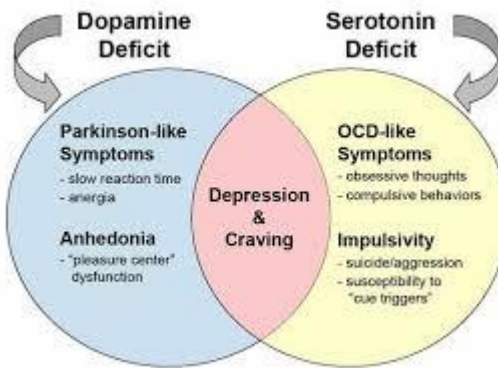 Dopamine
Deficit
Serotonin
Deficit
Parkinson-like
Symptoms
- slow reaction time
- anergia
Anhedonia
- "pleasure center"
dysfunction
Depression
&
Craving
OCD-like
Symptoms
- obsessive thoughts
- compulsive behaviors
Impulsivity
- suicide/aggression
- susceptibility to
"cue triggers"